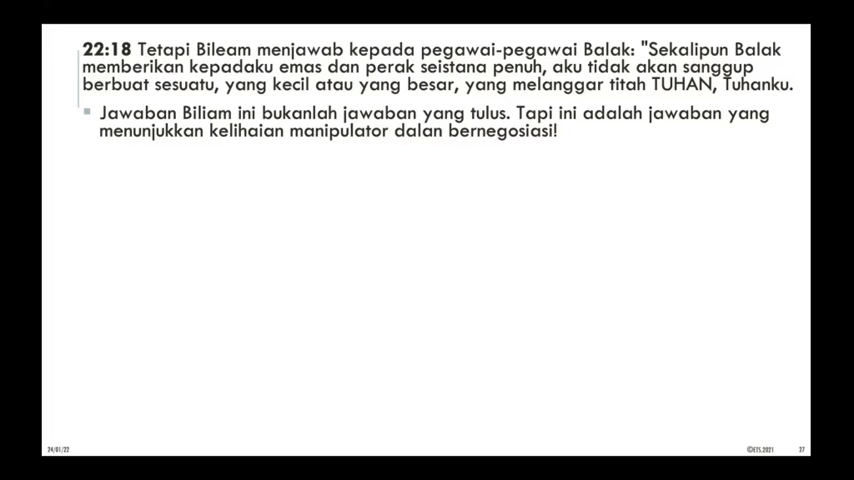 22:18 Tetapi Bileam menjawab kepada pegawai-pegawai Balak: "Sekalipun Balak
memberikan kepadaku emas dan perak seistana penuh, aku tidak akan sanggup
berbuat sesuatu, yang kecil atau yang besar, yang melanggar titah TUHAN, Tuhanku.
▪ Jawaban Biliam ini bukanlah jawaban yang tulus. Tapi ini adalah jawaban yang
menunjukkan kelihaian manipulator dalan bernegosiasi!
24/01/22
©ETS.2021
27